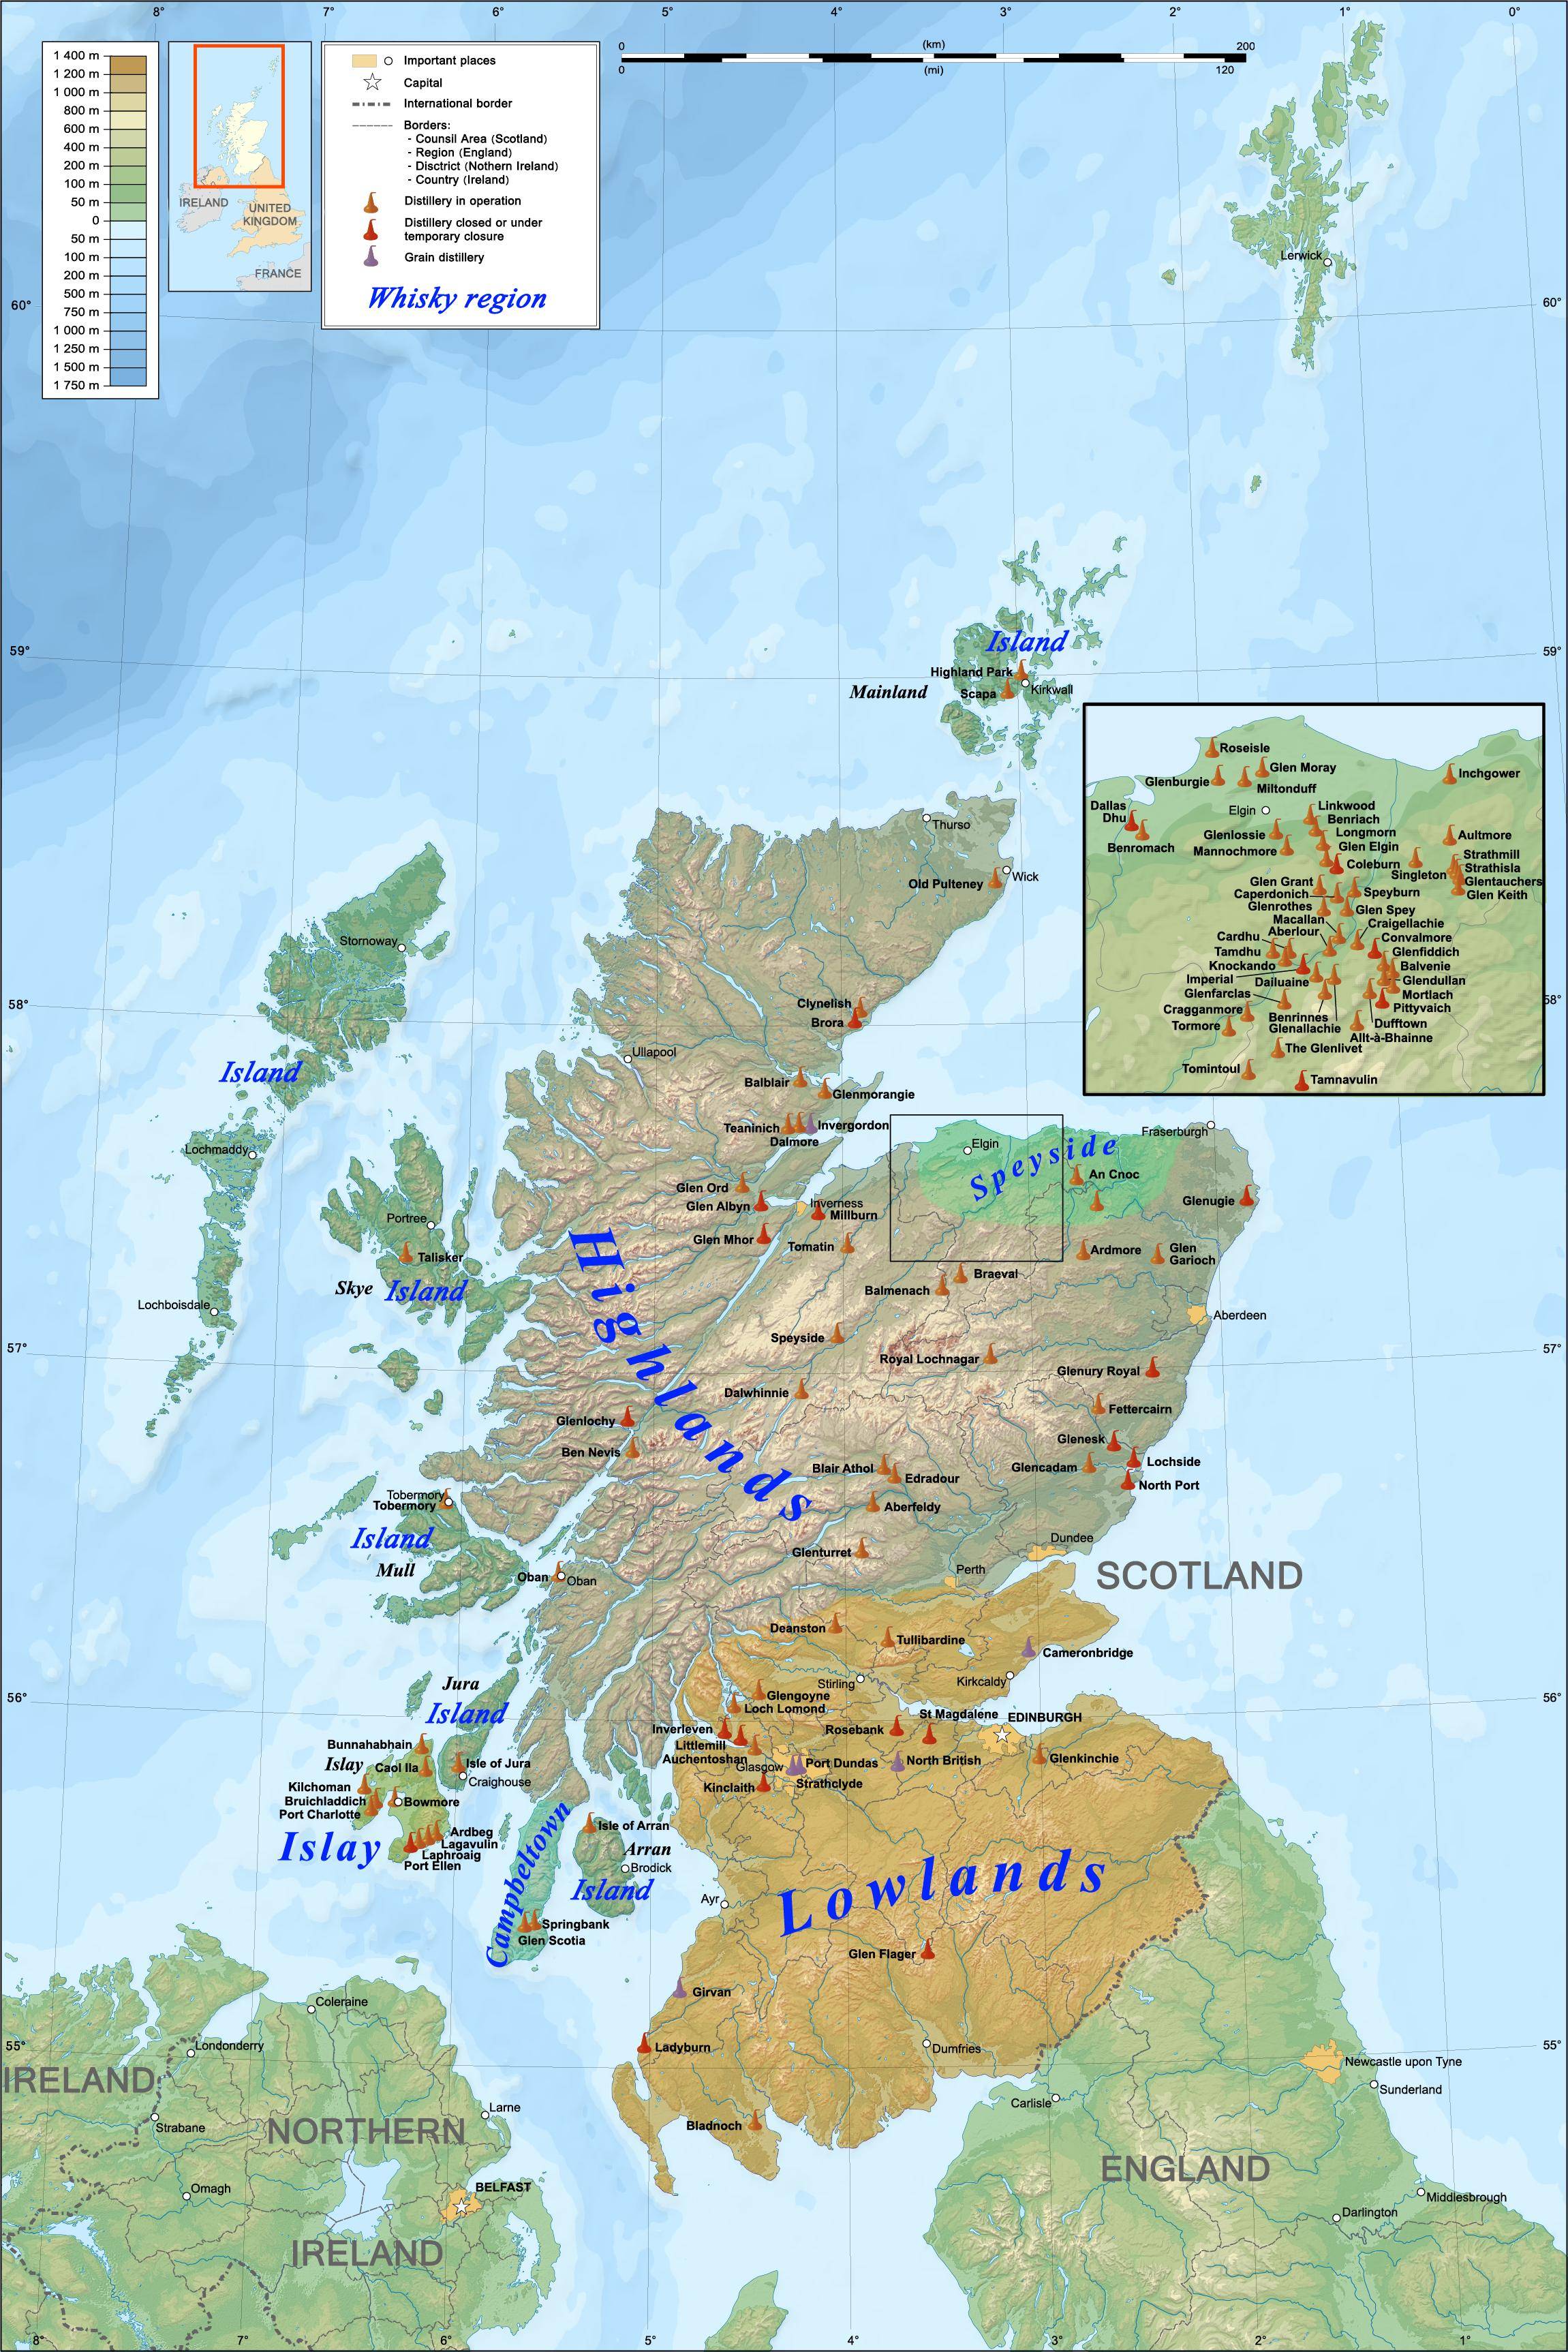 8°
7°
6°
5°
4°
3°
2°
1°
0°
1 400 m
1 200 m
1 000 m
800 m
600 m
400 m
200 m
100 m
50 m
0
50 m
100 m
200 m
500 m
750 m
1 000 m
1 250 m
1 500 m
1 750 m
IRELAND
UNITED
KINGDOM
FRANCE
Important places
Capital
International border
Borders:
- Counsil Area (Scotland)
- Region (England)
- Disctrict (Nothern Ireland)
- Country (Ireland)
Distillery in operation
Distillery closed or under
temporary closure
Grain distillery
Whisky region
0 (km) 200
0 (mi) 120
Lerwick
60°
60°
59°
59°
Island
Highland Park
Mainland
Scapa
Kirkwall
Roseisle
Glen Moray
Glenburgie
Miltonduff
Inchgower
Dallas
Dhu
Elgin
Linkwood
Benriach
Benromach
Glenlossie
Longmorn
Aultmore
Mannochmore
Glen Elgin
Coleburn
Strathmill
Singleton
Strathisla
Glen Grant
Glentauchers
Caperdonich
Speyburn
Glen Keith
Glenrothes
Glen Spey
Macallan
Craigellachie
Cardhu
Aberlour
Convalmore
Tamdhu
Glenfiddich
Knockando
Balvenie
Imperial
Dailuaine
Glendullan
Glenfarclas
Mortlach
Cragganmore
Pittyvaich
Tormore
Benrinnes
Glenallachie
Dufftown
Allt-à-Bhainne
The Glenlivet
Tomintoul
Tamnavulin
Thurso
Wick
Old Pulteney
Stornoway
58°
58°
Clynelish
Brora
Ullapool
Island
Balblair
Glenmorangie
Teaninich
Invergordon
Dalmore
Lochmaddy
Elgin
Speyside
Fraserburgh
An Cnoc
Glen Ord
Glen Albyn
Inverness
Millburn
Glenugie
Portree
Glen Mhor
Tomatin
Ardmore
Glen
Garioch
Talisker
Skye
Island
Highlands
Braeval
Balmenach
Lochboisdale
Aberdeen
Speyside
57°
57°
Royal Lochnagar
Glenury Royal
Dalwhinnie
Fettercairn
Glenlochy
Glenesk
Ben Nevis
Lochside
Blair Athol
Edradour
Glencadam
North Port
Tobermory
Tobermory
Aberfeldy
Island
Mull
Glenturret
Dundee
Perth
SCOTLAND
Oban
Oban
Deanston
Tullibardine
Cameronbridge
Jura
Island
Stirling
Kirkcaldy
56°
56°
Glengoyne
Loch Lomond
St Magdalene
EDINBURGH
Inverleven
Rosebank
Bunnahabhain
Littlemill
Auchentoshan
Glenkinchie
Islay
Caol Ila
Isle of Jura
Glasgow
Port Dundas
North British
Craighouse
Kinclaith
Strathclyde
Kilchoman
Bruichladdich
Bowmore
Port Charlotte
Islay
Ardbeg
Lagavulin
Laphroaig
Port Ellen
Campbeltown
Isle of Arran
Arran
Brodick
Island
Ayr
Lowlands
Springbank
Glen Scotia
Glen Flager
Girvan
Coleraine
Londonderry
55°
55°
Ladyburn
Dumfries
IRELAND
Newcastle upon Tyne
Sunderland
Carlisle
Larne
Strabane
NORTHERN
Bladnoch
ENGLAND
Omagh
BELFAST
Middlesbrough
Darlington
IRELAND
8°
7°
6°
5°
4°
3°
2°
1°